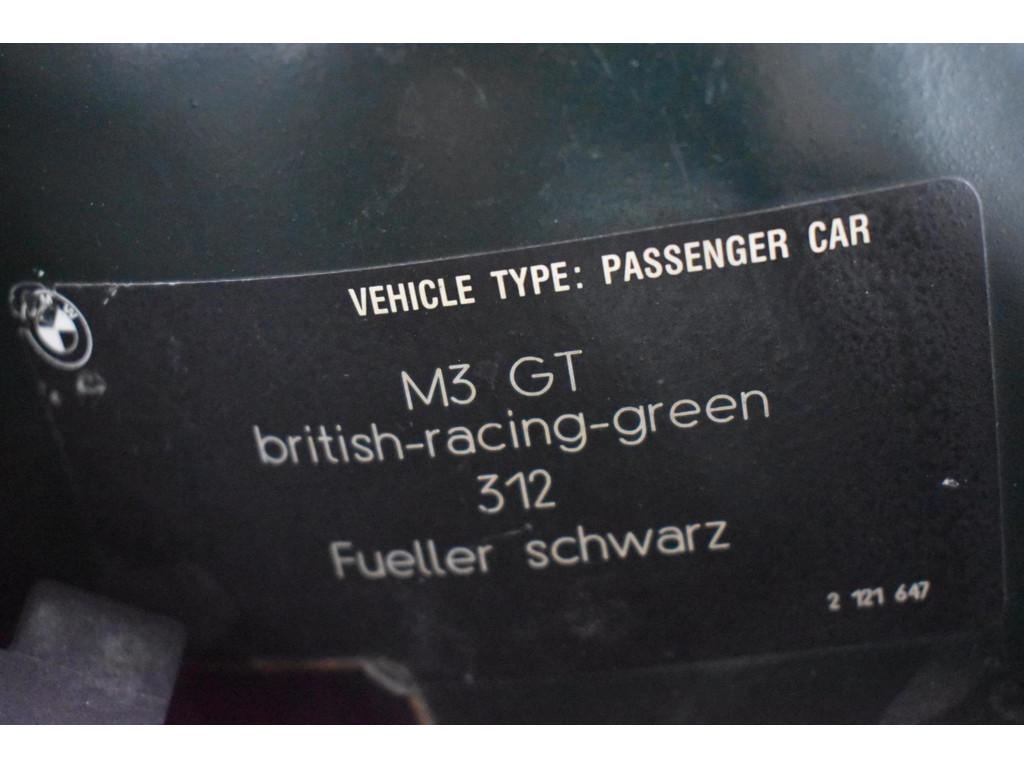 VEHICLE TYPE: PASSENGER CAR
M3 GT
british-racing-green
312
Fueller schwarz
2 121 647